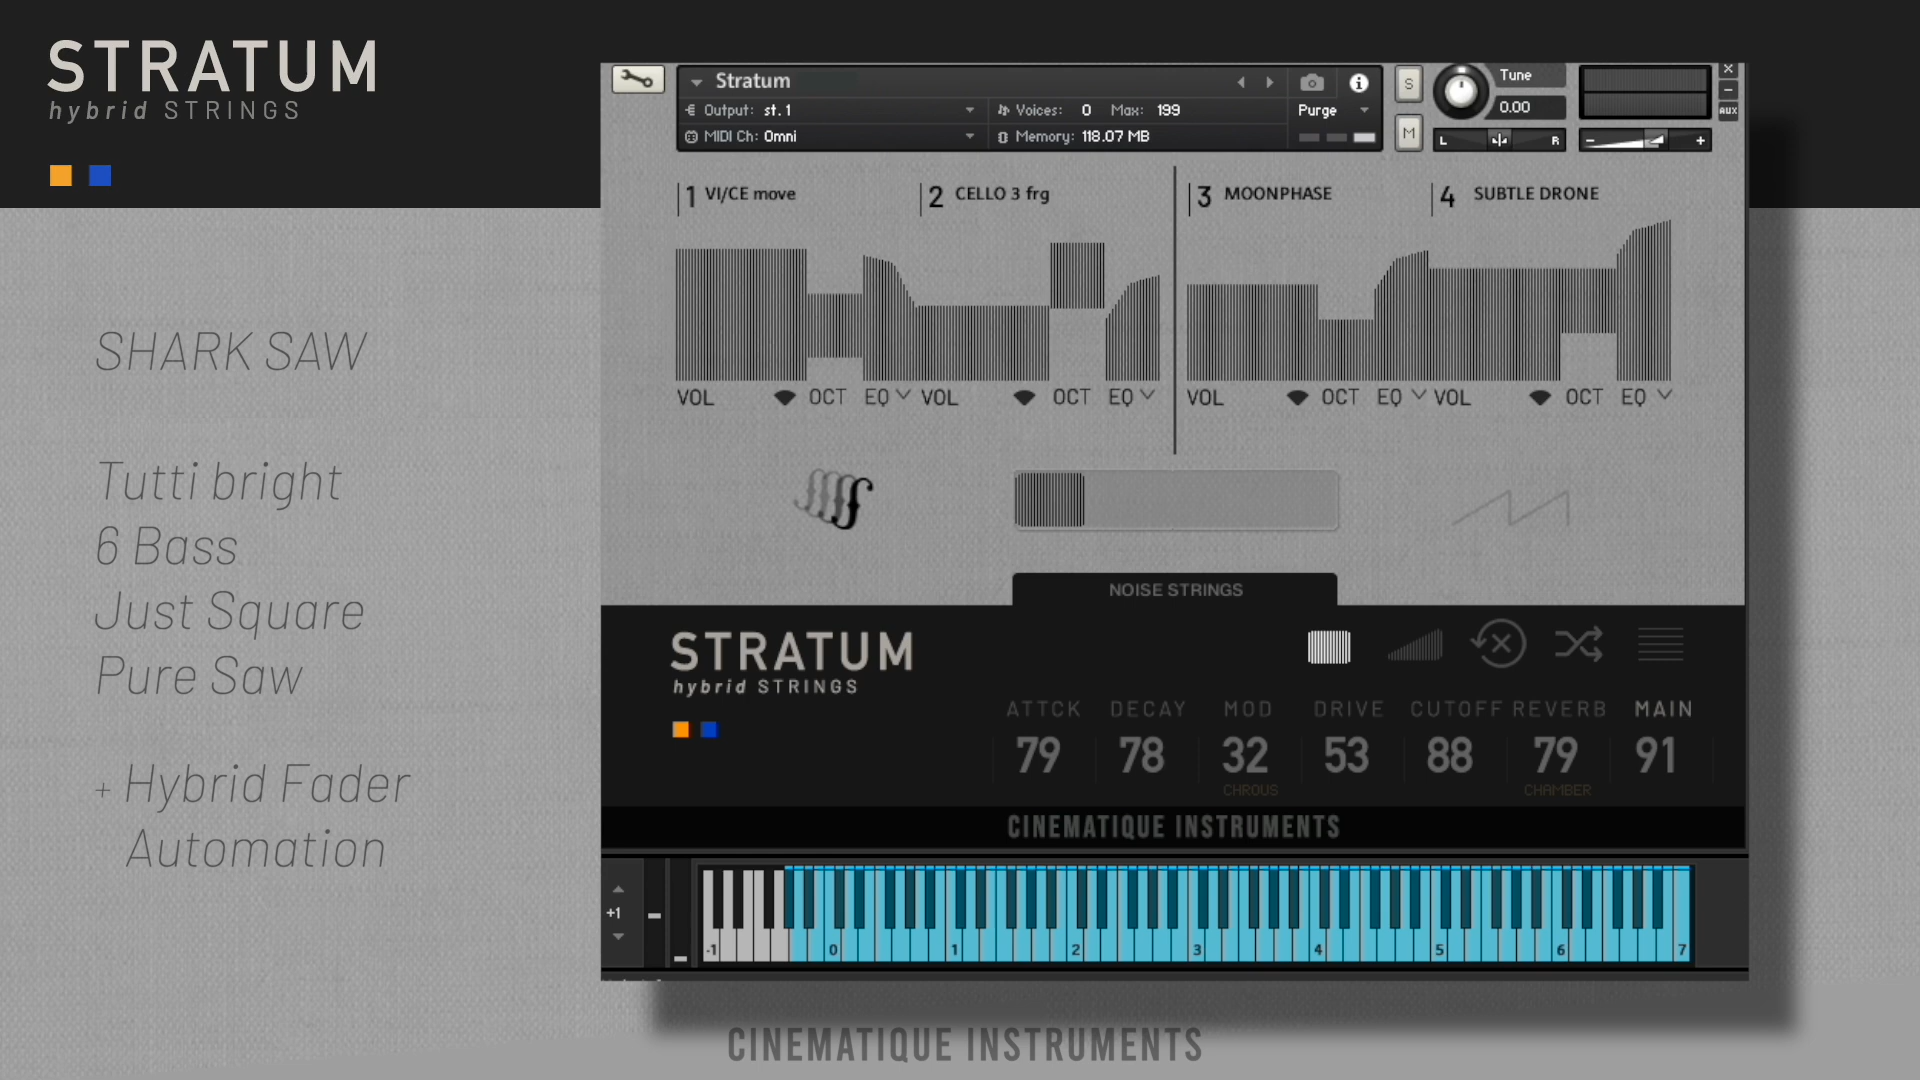 STRATUM
hybrid STRINGS
SHARK SAW
Tutti bright
6 Bass
Just Square
Pure Saw
+ Hybrid Fader
Automation
Stratum
Output: st. 1
Voices: 0 Max: 199
Purge
MIDI Ch: Omni
Memory: 118.07 MB
S
M
Tune
0.00
L R
- +
AUX
1 VI/CE move
2 CELLO 3 frg
3 MOONPHASE
4 SUBTLE DRONE
VOL OCT EQ VOL OCT EQ VOL OCT EQ VOL OCT EQ
NOISE STRINGS
STRATUM
hybrid STRINGS
ATTCK DECAY MOD DRIVE CUTOFF REVERB MAIN
79 78 32 53 88 79 91
CHROUS CHAMBER
CINEMATIQUE INSTRUMENTS
+1
-1 0 1 2 3 4 5 6 7
CINEMATIQUE INSTRUMENTS